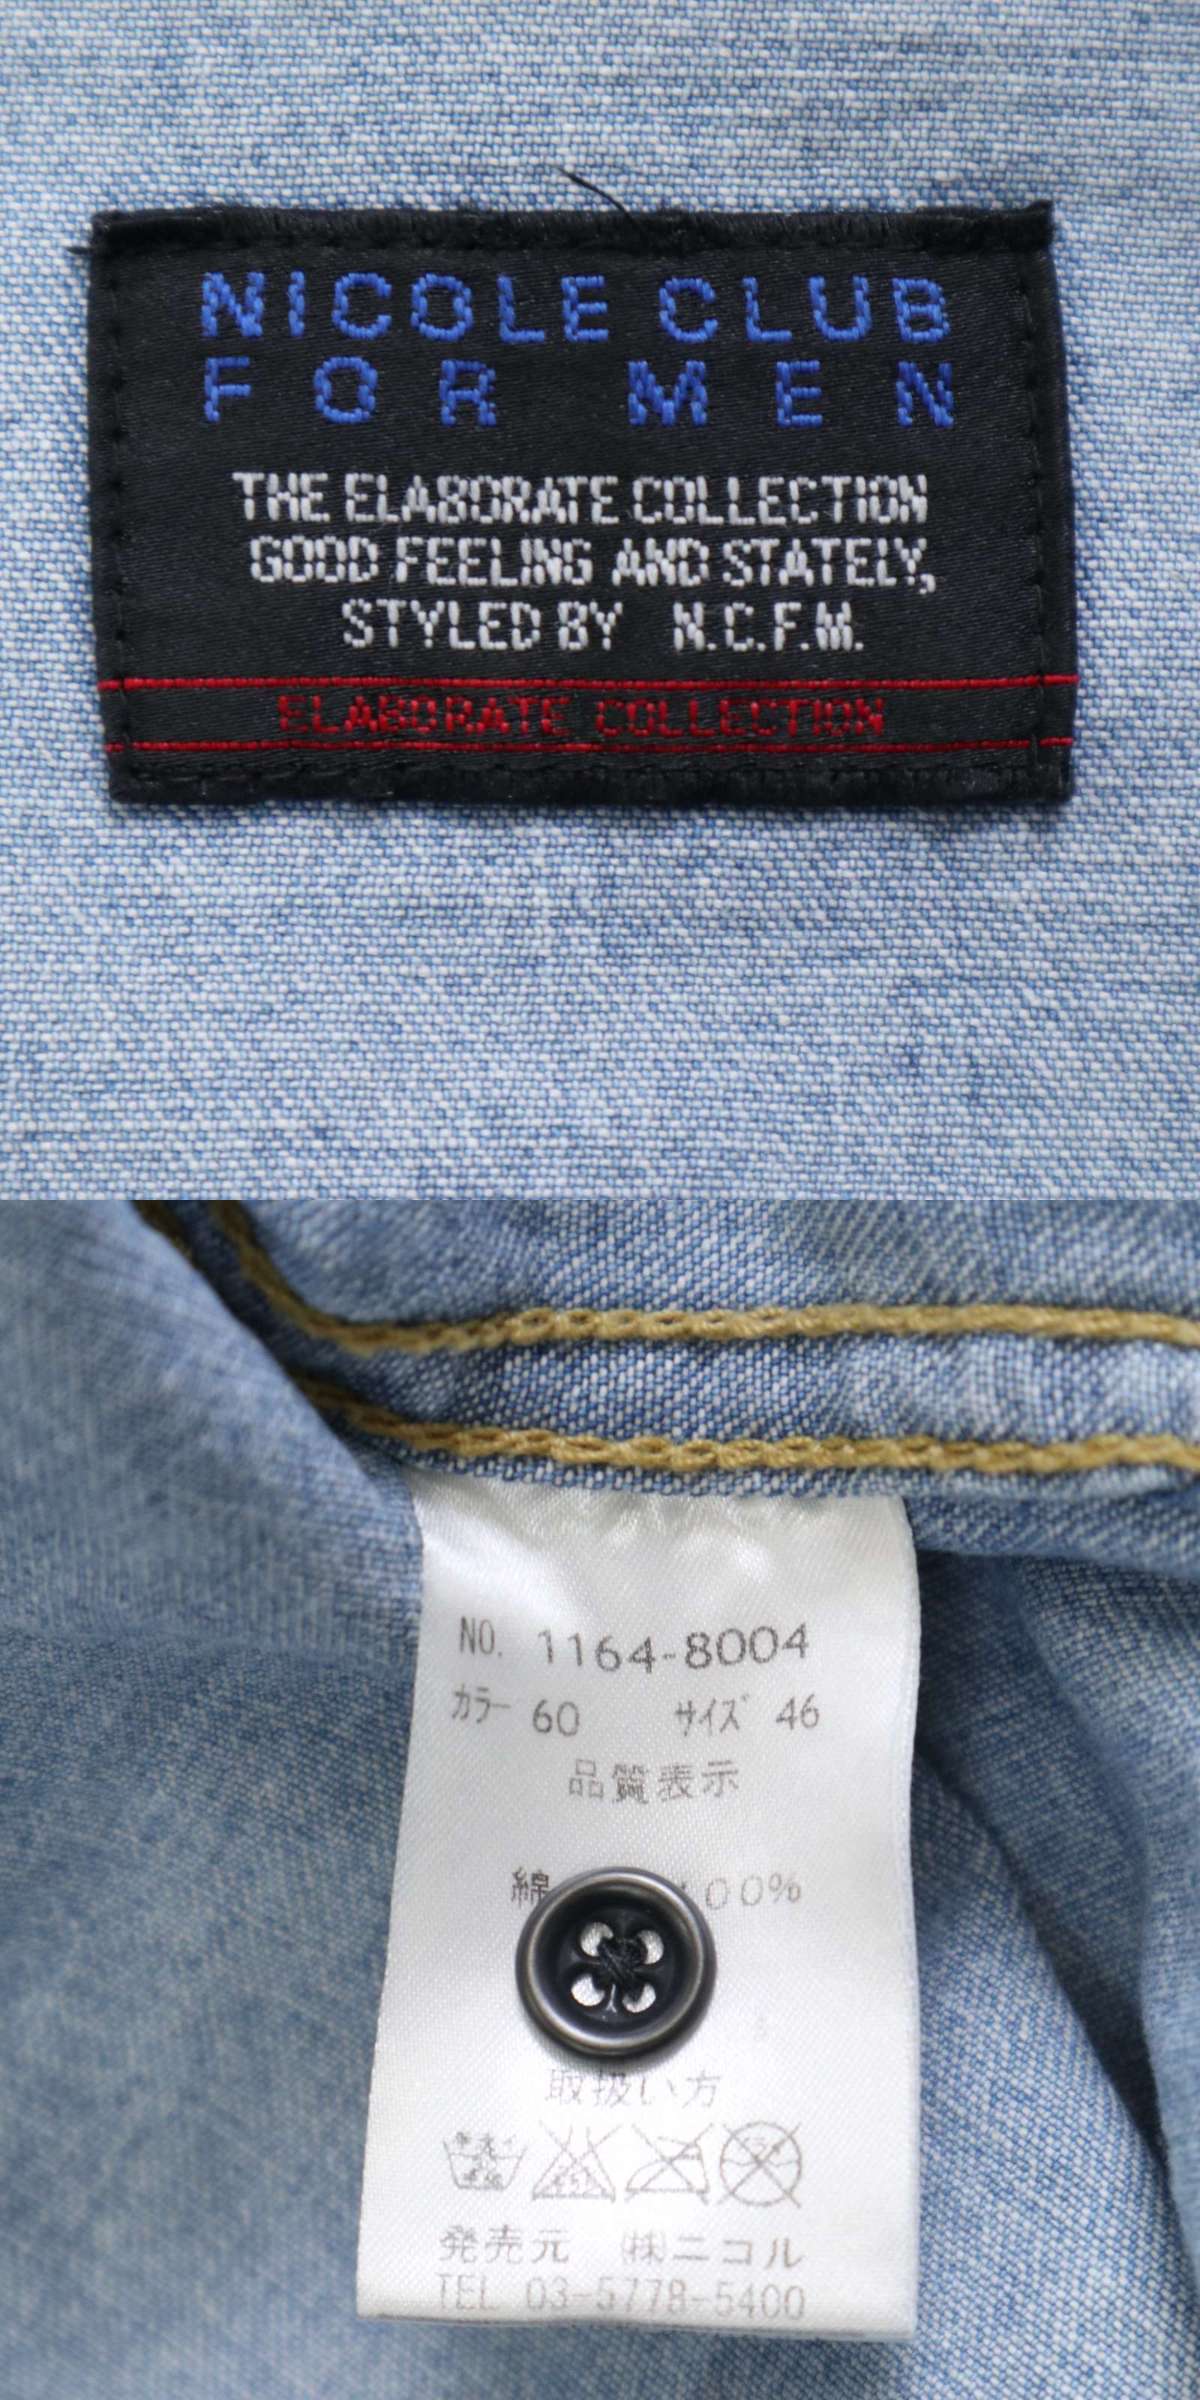 NICOLE CLUB
FOR MEN
THE ELABORATE COLLECTION
GOOD FEELING AND STATELY,
STYLED BY N.C.F.M.
ELABORATE COLLECTION
NO. 1164-8004
カラー 60 サイズ 46
品質表示
綿 100%
取扱い方
発売元 ㈱ニコル
TEL 03-5778-5400